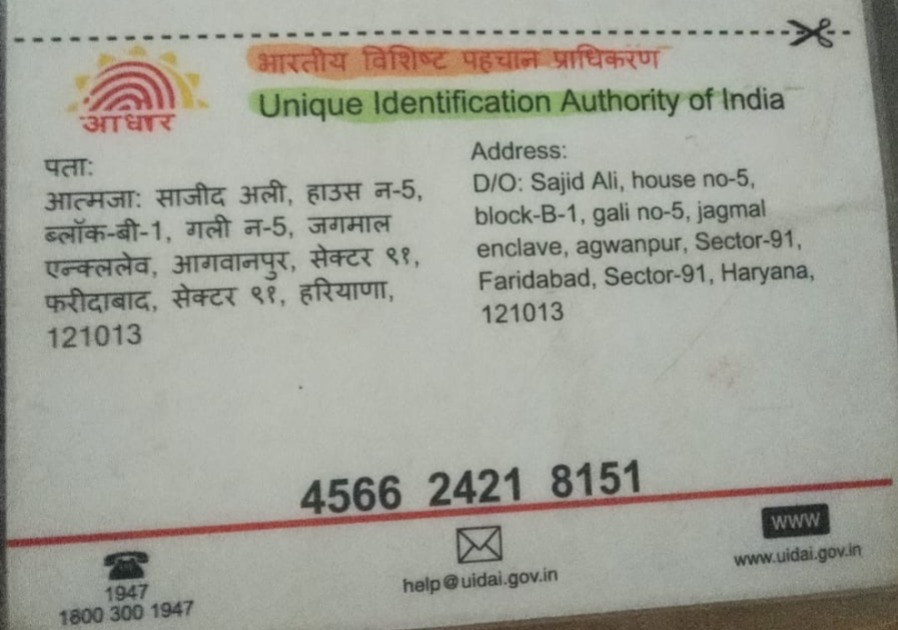 भारतीय विशिष्ट पहचान प्राधिकरण
Unique Identification Authority of India
आधार
पता:
आत्मजा: साजीद अली, हाउस न-5,
ब्लॉक-बी-1, गली न-5, जगमाल
एन्क्ललेव, आगवानपुर, सेक्टर ९१,
फरीदाबाद, सेक्टर ९१, हरियाणा,
121013
Address:
D/O: Sajid Ali, house no-5,
block-B-1, gali no-5, jagmal
enclave, agwanpur, Sector-91,
Faridabad, Sector-91, Haryana,
121013
4566 2421 8151
1947
1800 300 1947
help@uidai.gov.in
WWW
www.uidai.gov.in